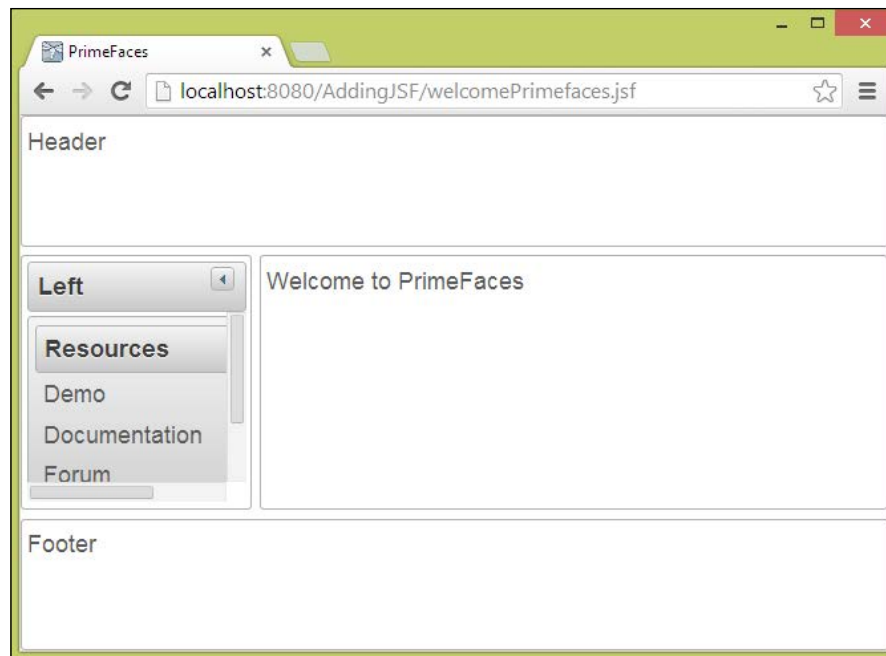 PrimeFaces
localhost:8080/AddingJSF/welcomePrimefaces.jsf
Header
Left
Welcome to PrimeFaces
Resources
Demo
Documentation
Forum
Footer